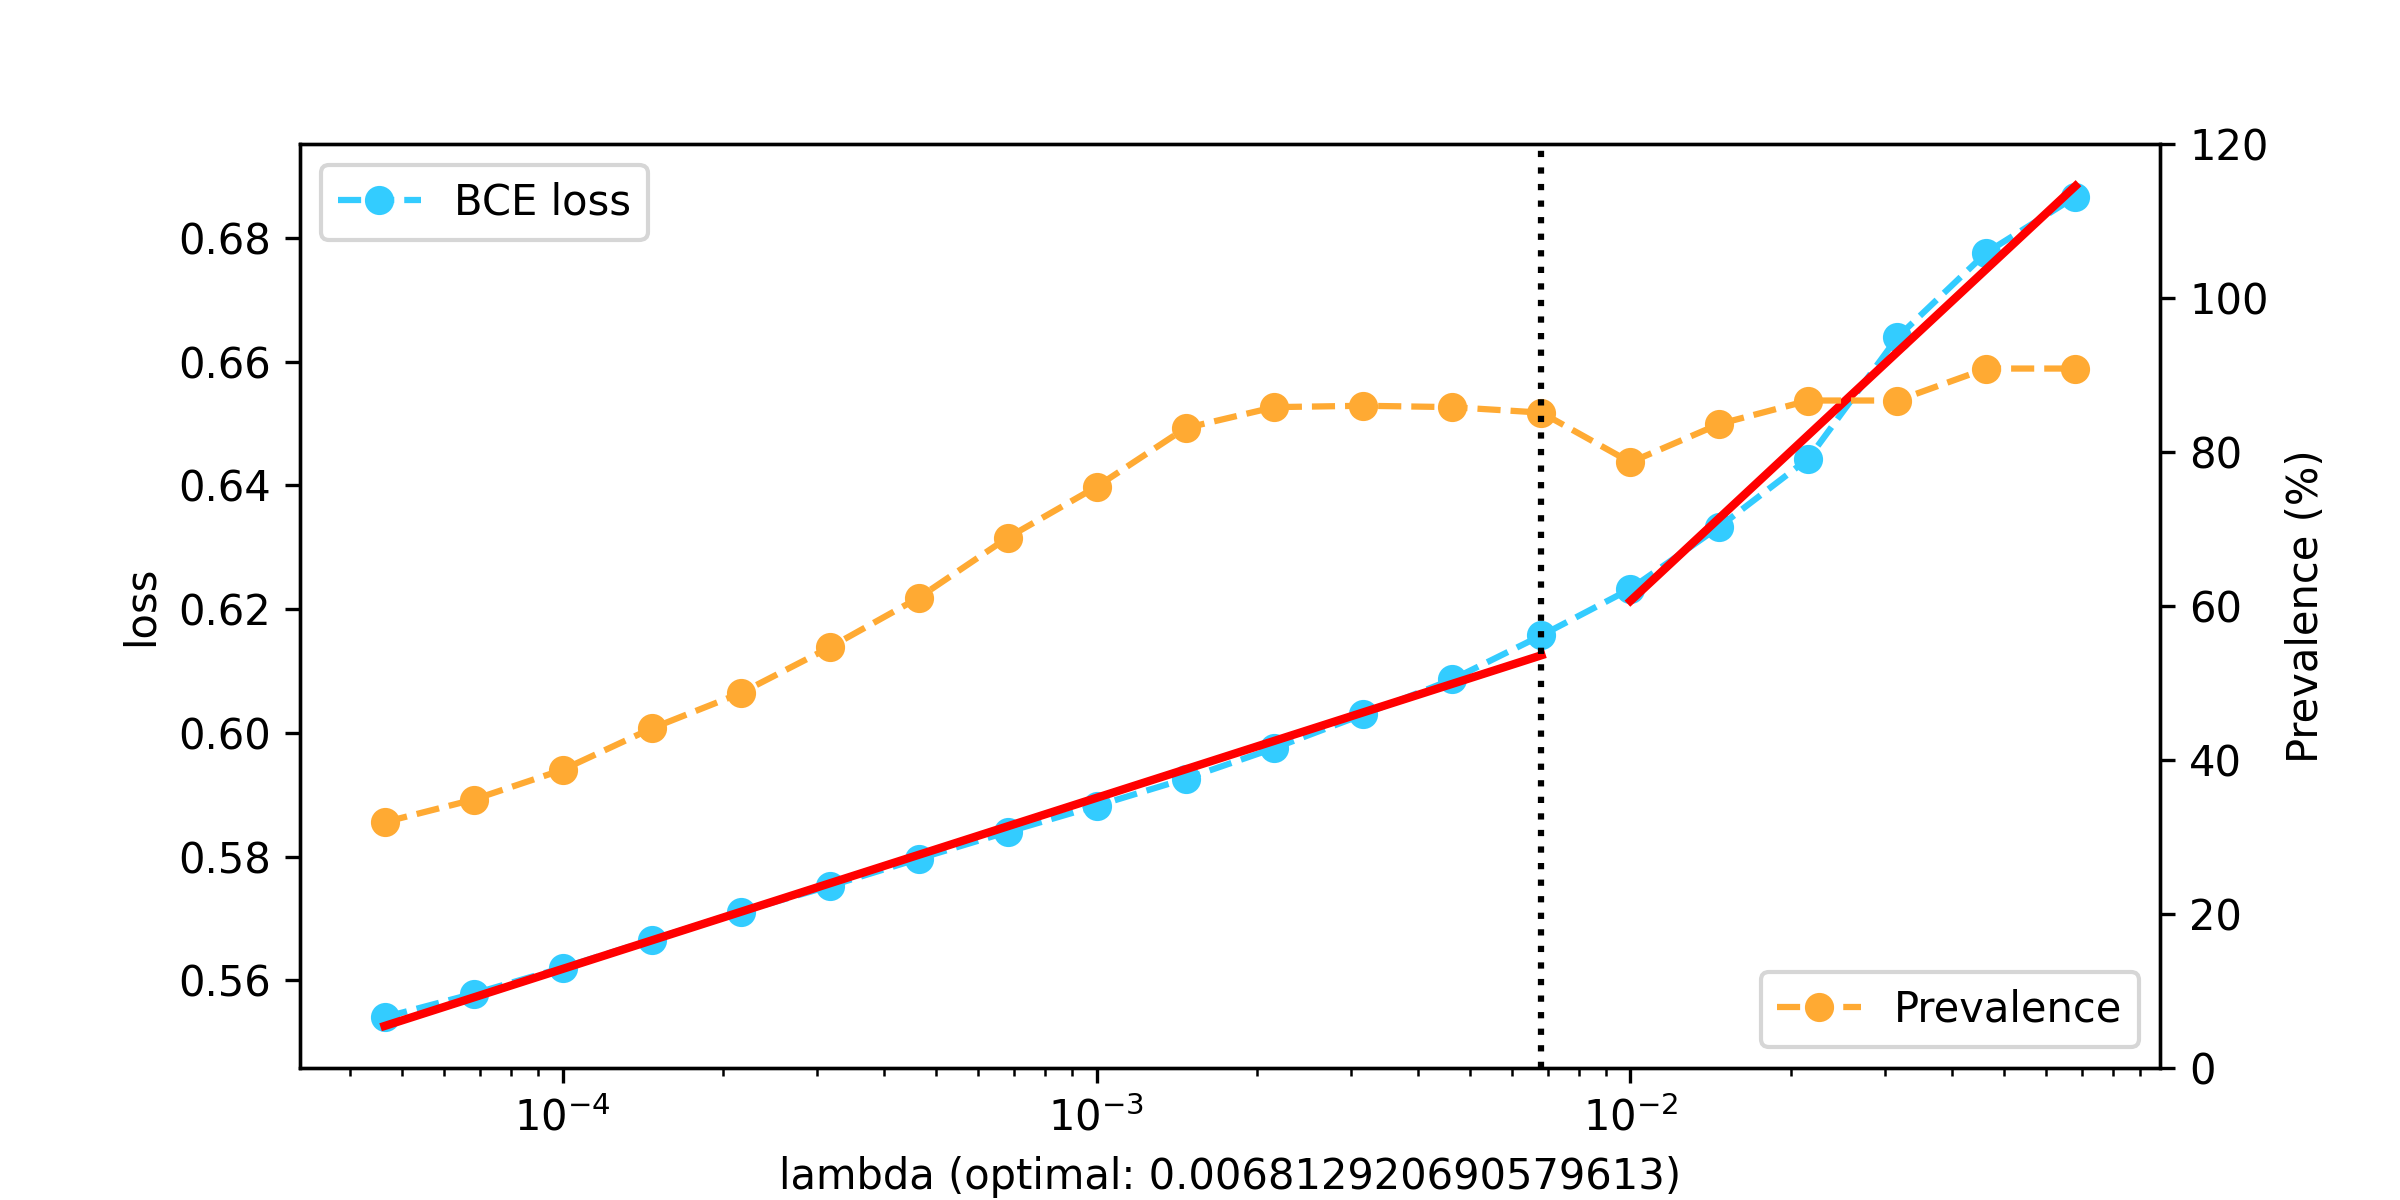 BCE loss
0.68
0.66
0.64
0.62
0.60
0.58
0.56
loss
120
100
80
60
40
20
0
Prevalence (%)
Prevalence
10⁻⁴ 10⁻³ 10⁻²
lambda (optimal: 0.006812920690579613)